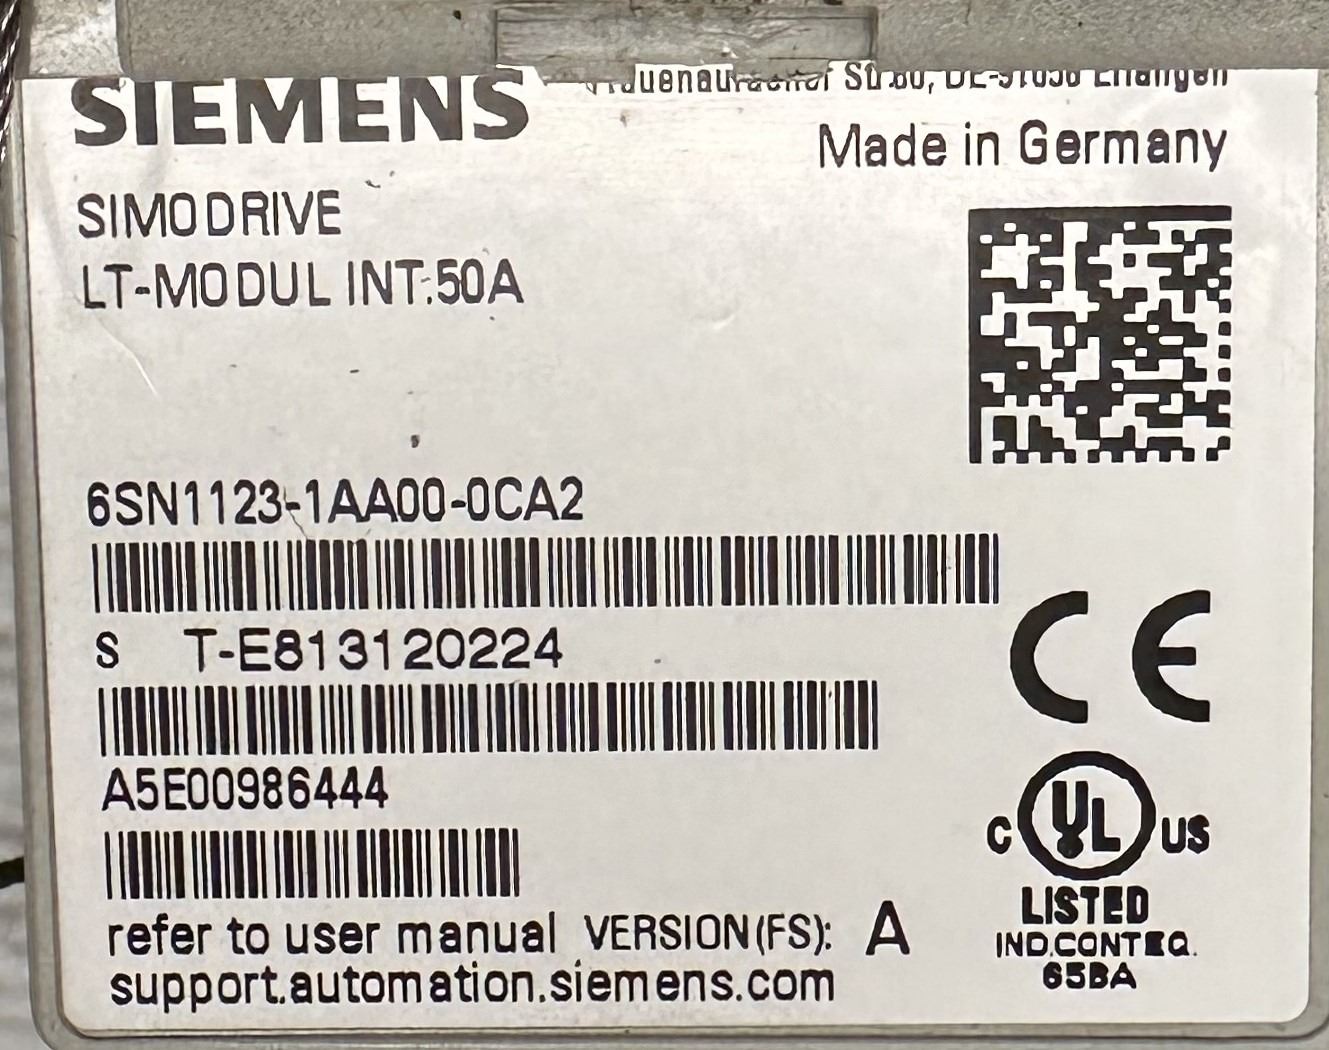 SIEMENS
Made in Germany
SIMODRIVE
LT-MODUL INT.50A
6SN1123-1AA00-0CA2
S T-E813120224
A5E00986444
C UL US
LISTED
IND.CONT.EQ.
65BA
refer to user manual VERSION(FS): A
support.automation.siemens.com
CE